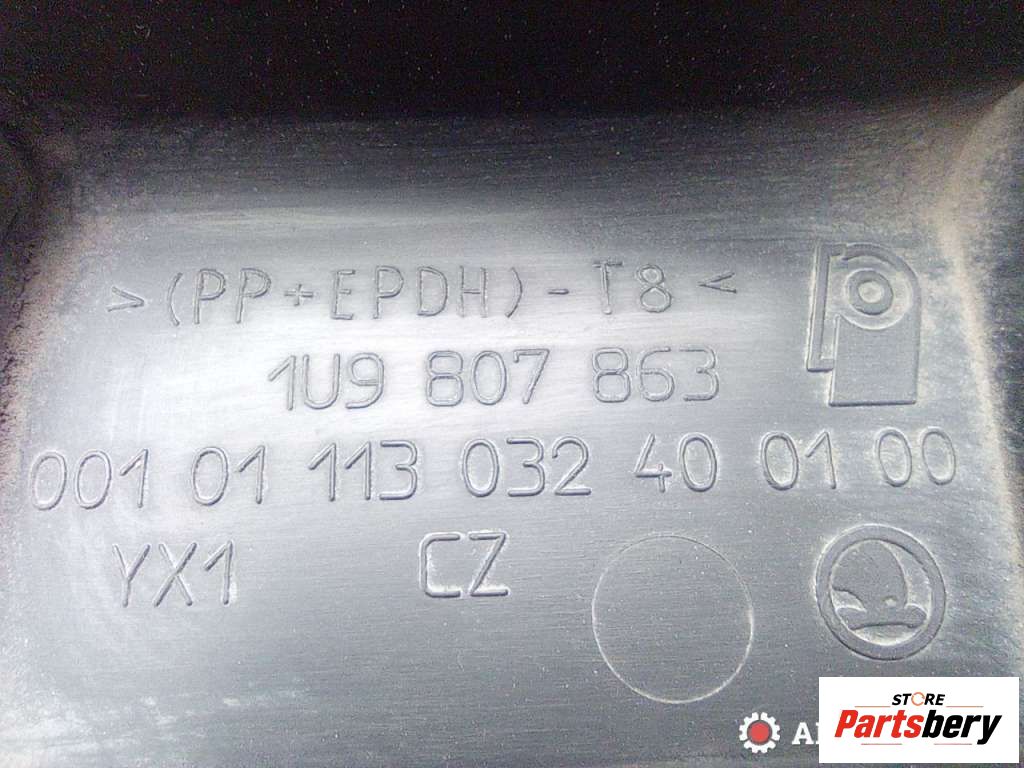 >(PP+EPDH)-T8<
1U9 807 863
001 01 113 032 40 01 00
YX1 CZ
STORE
Partsbery